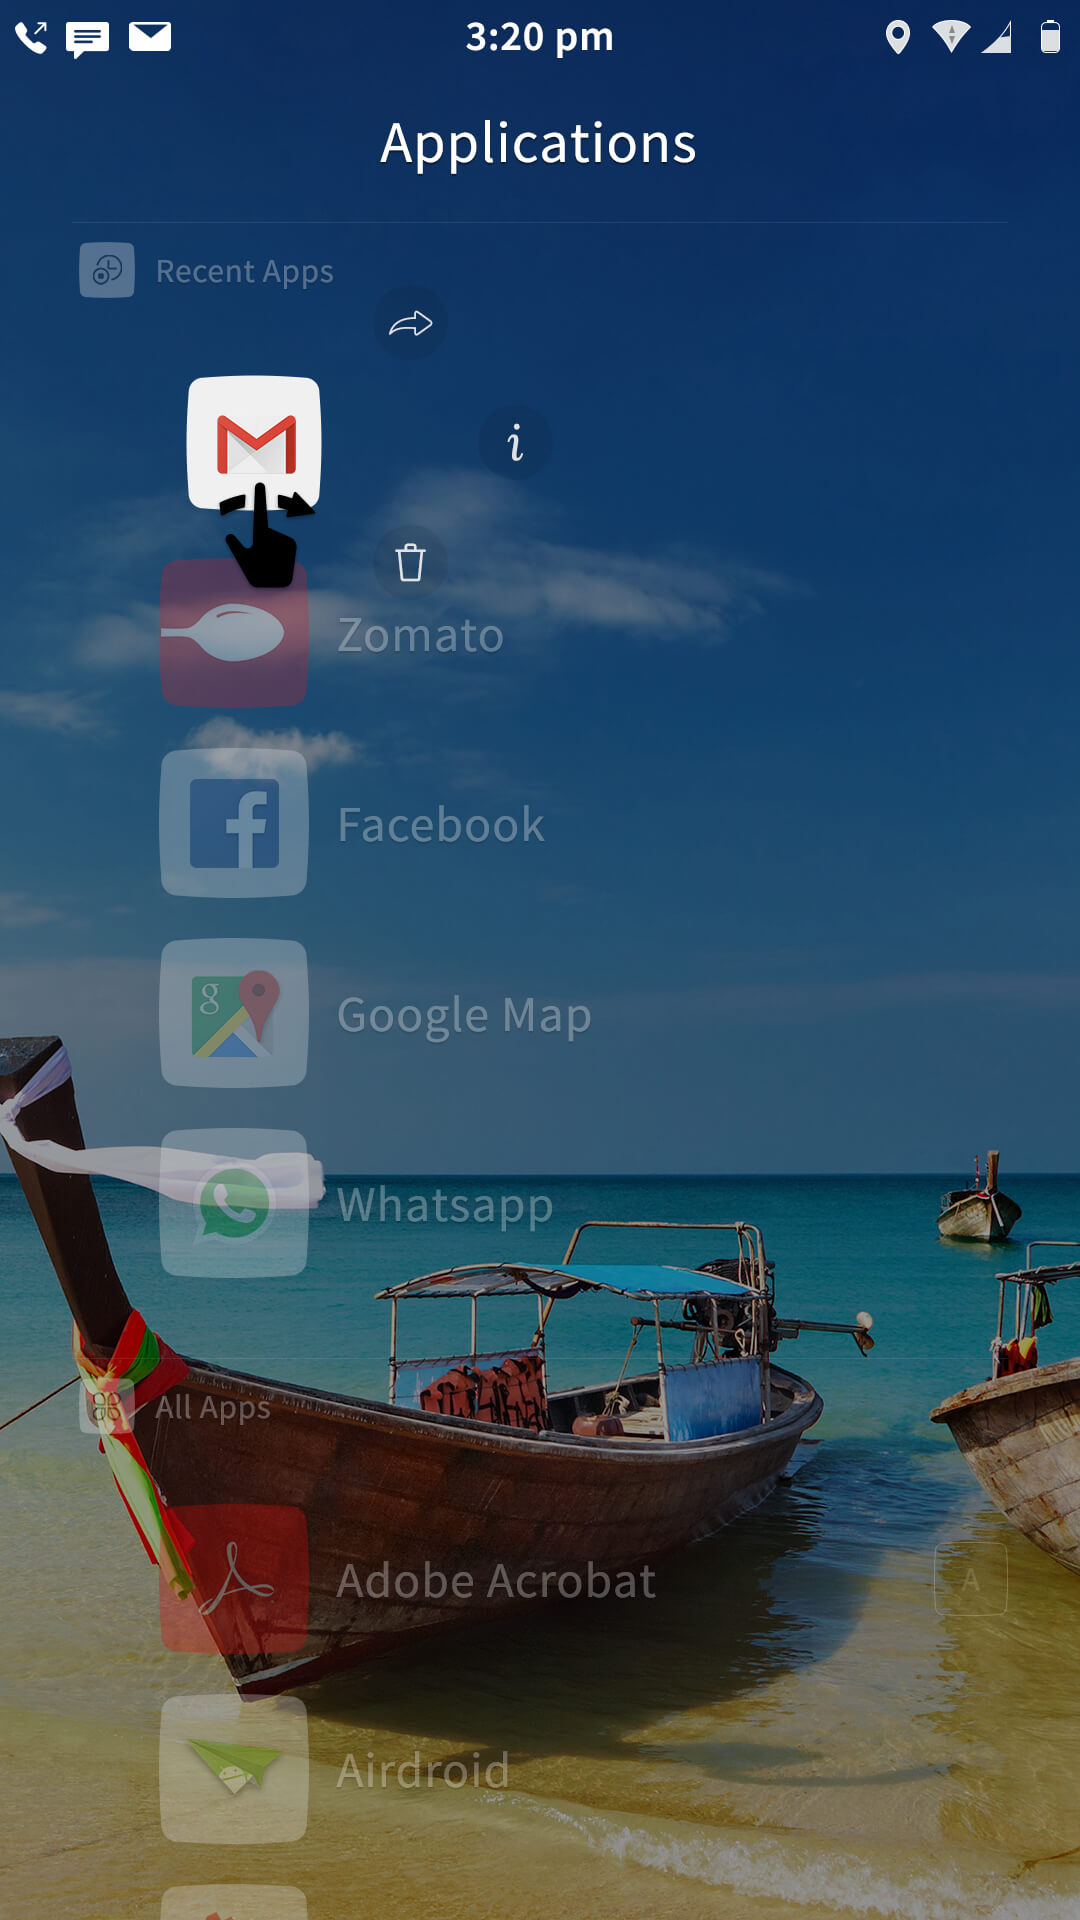 3:20 pm
Applications
Recent Apps
i
Zomato
Facebook
g
Google Map
Whatsapp
All Apps
Adobe Acrobat
A
Airdroid